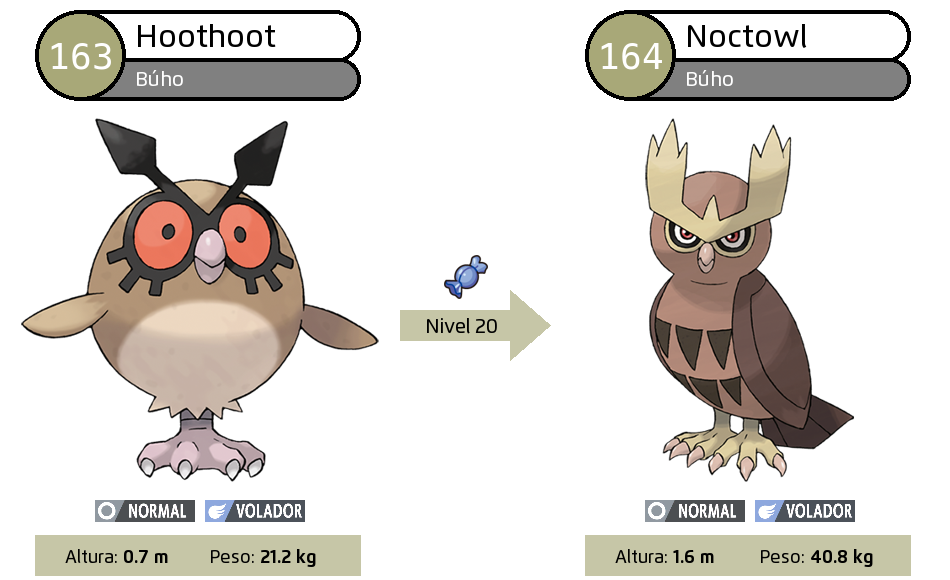 163
Hoothoot
Búho
164
Noctowl
Búho
Nivel 20
NORMAL VOLADOR
NORMAL VOLADOR
Altura: 0.7 m Peso: 21.2 kg
Altura: 1.6 m Peso: 40.8 kg